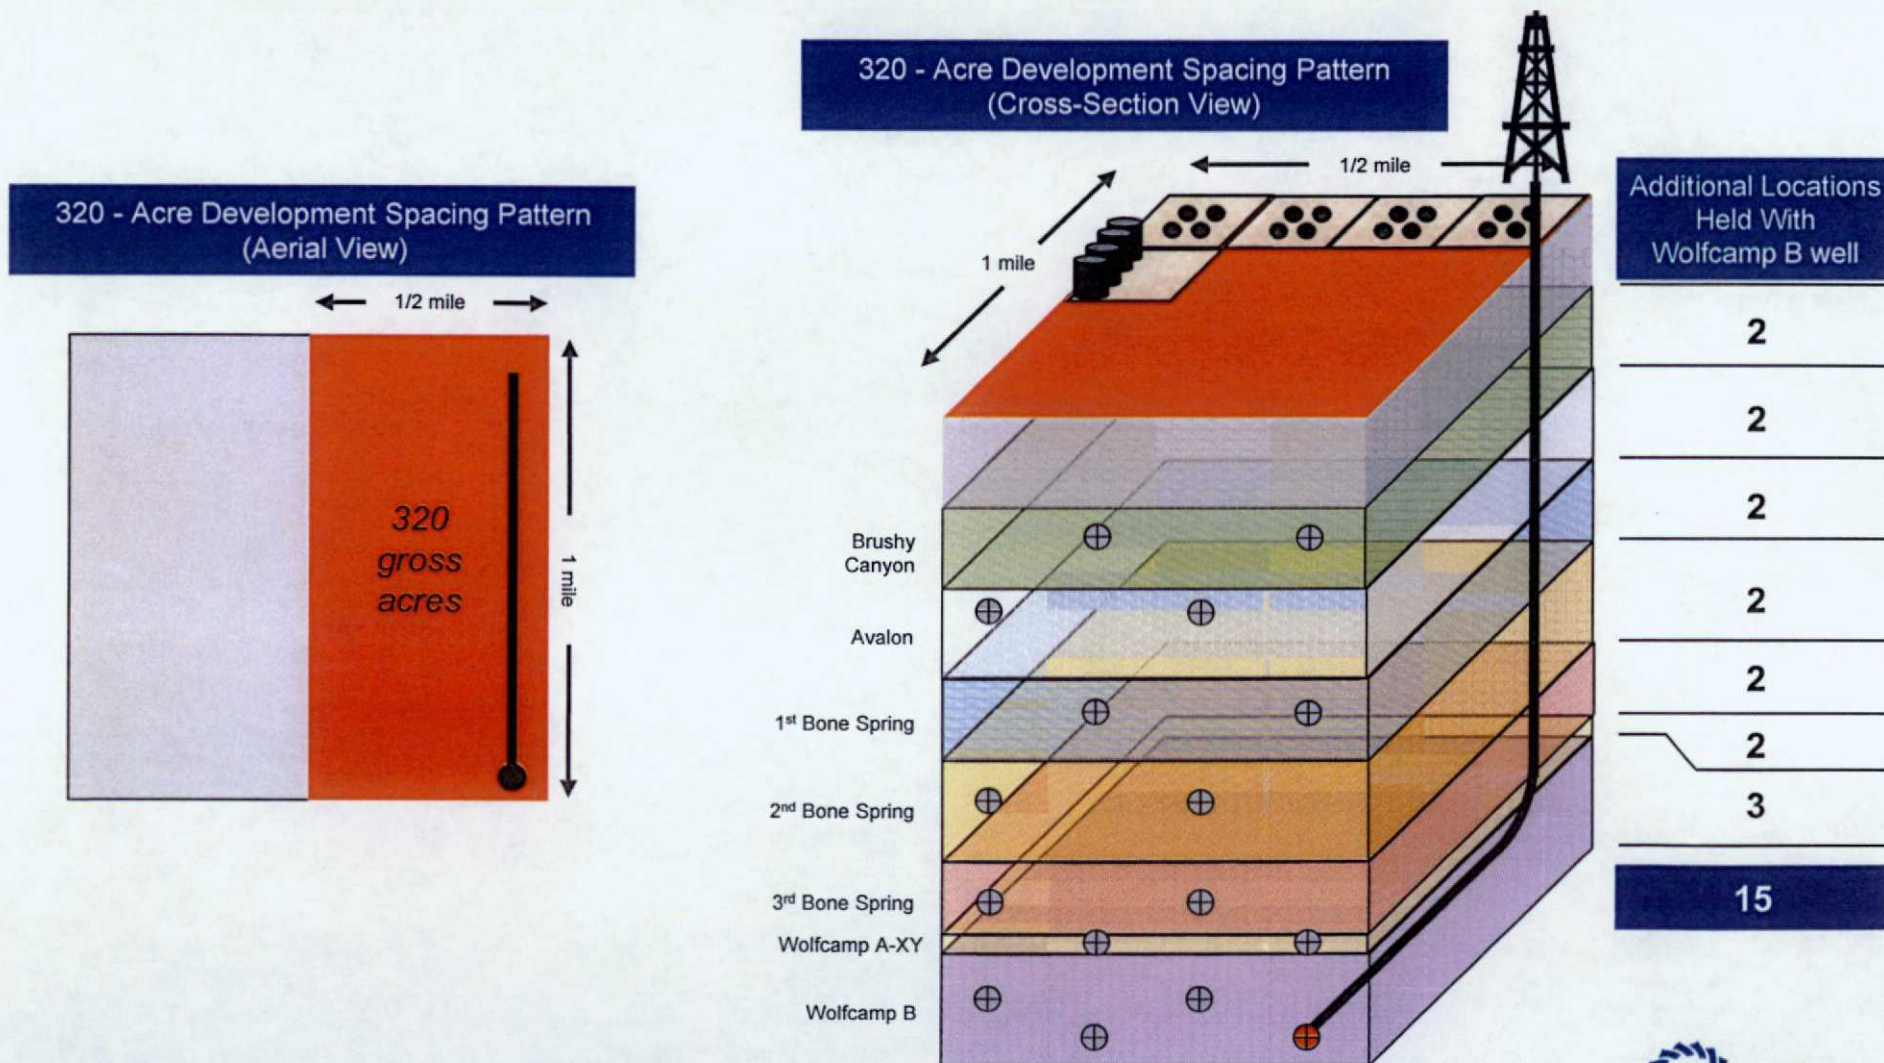 320 - Acre Development Spacing Pattern
(Aerial View)
1/2 mile
320
gross
acres
1 mile
320 - Acre Development Spacing Pattern
(Cross-Section View)
1/2 mile
1 mile
Brushy
Canyon
Avalon
1st Bone Spring
2nd Bone Spring
3rd Bone Spring
Wolfcamp A-XY
Wolfcamp B
Additional Locations
Held With
Wolfcamp B well
2
2
2
2
2
2
3
15